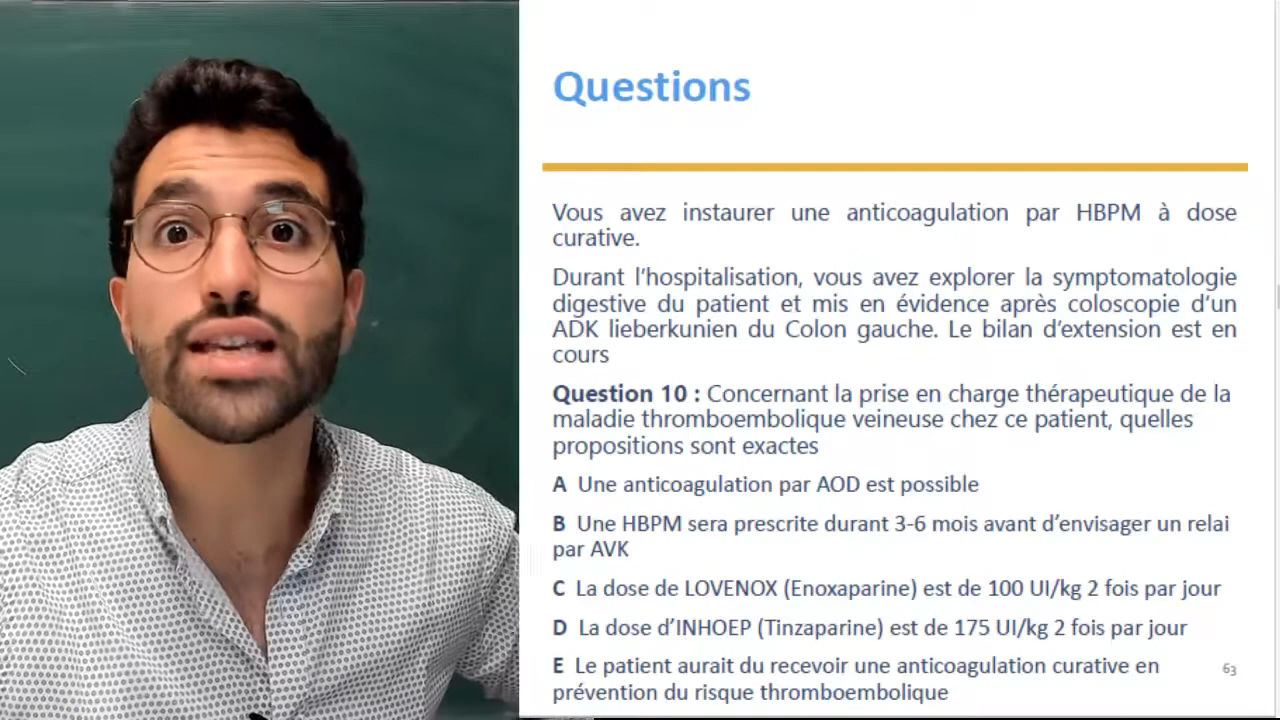 Questions
Vous avez instaurer une anticoagulation par HBPM à dose
curative.
Durant l'hospitalisation, vous avez explorer la symptomatologie
digestive du patient et mis en évidence après coloscopie d'un
ADK lieberkunien du Colon gauche. Le bilan d'extension est en
cours
Question 10 : Concernant la prise en charge thérapeutique de la
maladie thromboembolique veineuse chez ce patient, quelles
propositions sont exactes
A Une anticoagulation par AOD est possible
B Une HBPM sera prescrite durant 3-6 mois avant d'envisager un relai
par AVK
C La dose de LOVENOX (Enoxaparine) est de 100 UI/kg 2 fois par jour
D La dose d'INHOEP (Tinzaparine) est de 175 UI/kg 2 fois par jour
E Le patient aurait du recevoir une anticoagulation curative en
prévention du risque thromboembolique
63